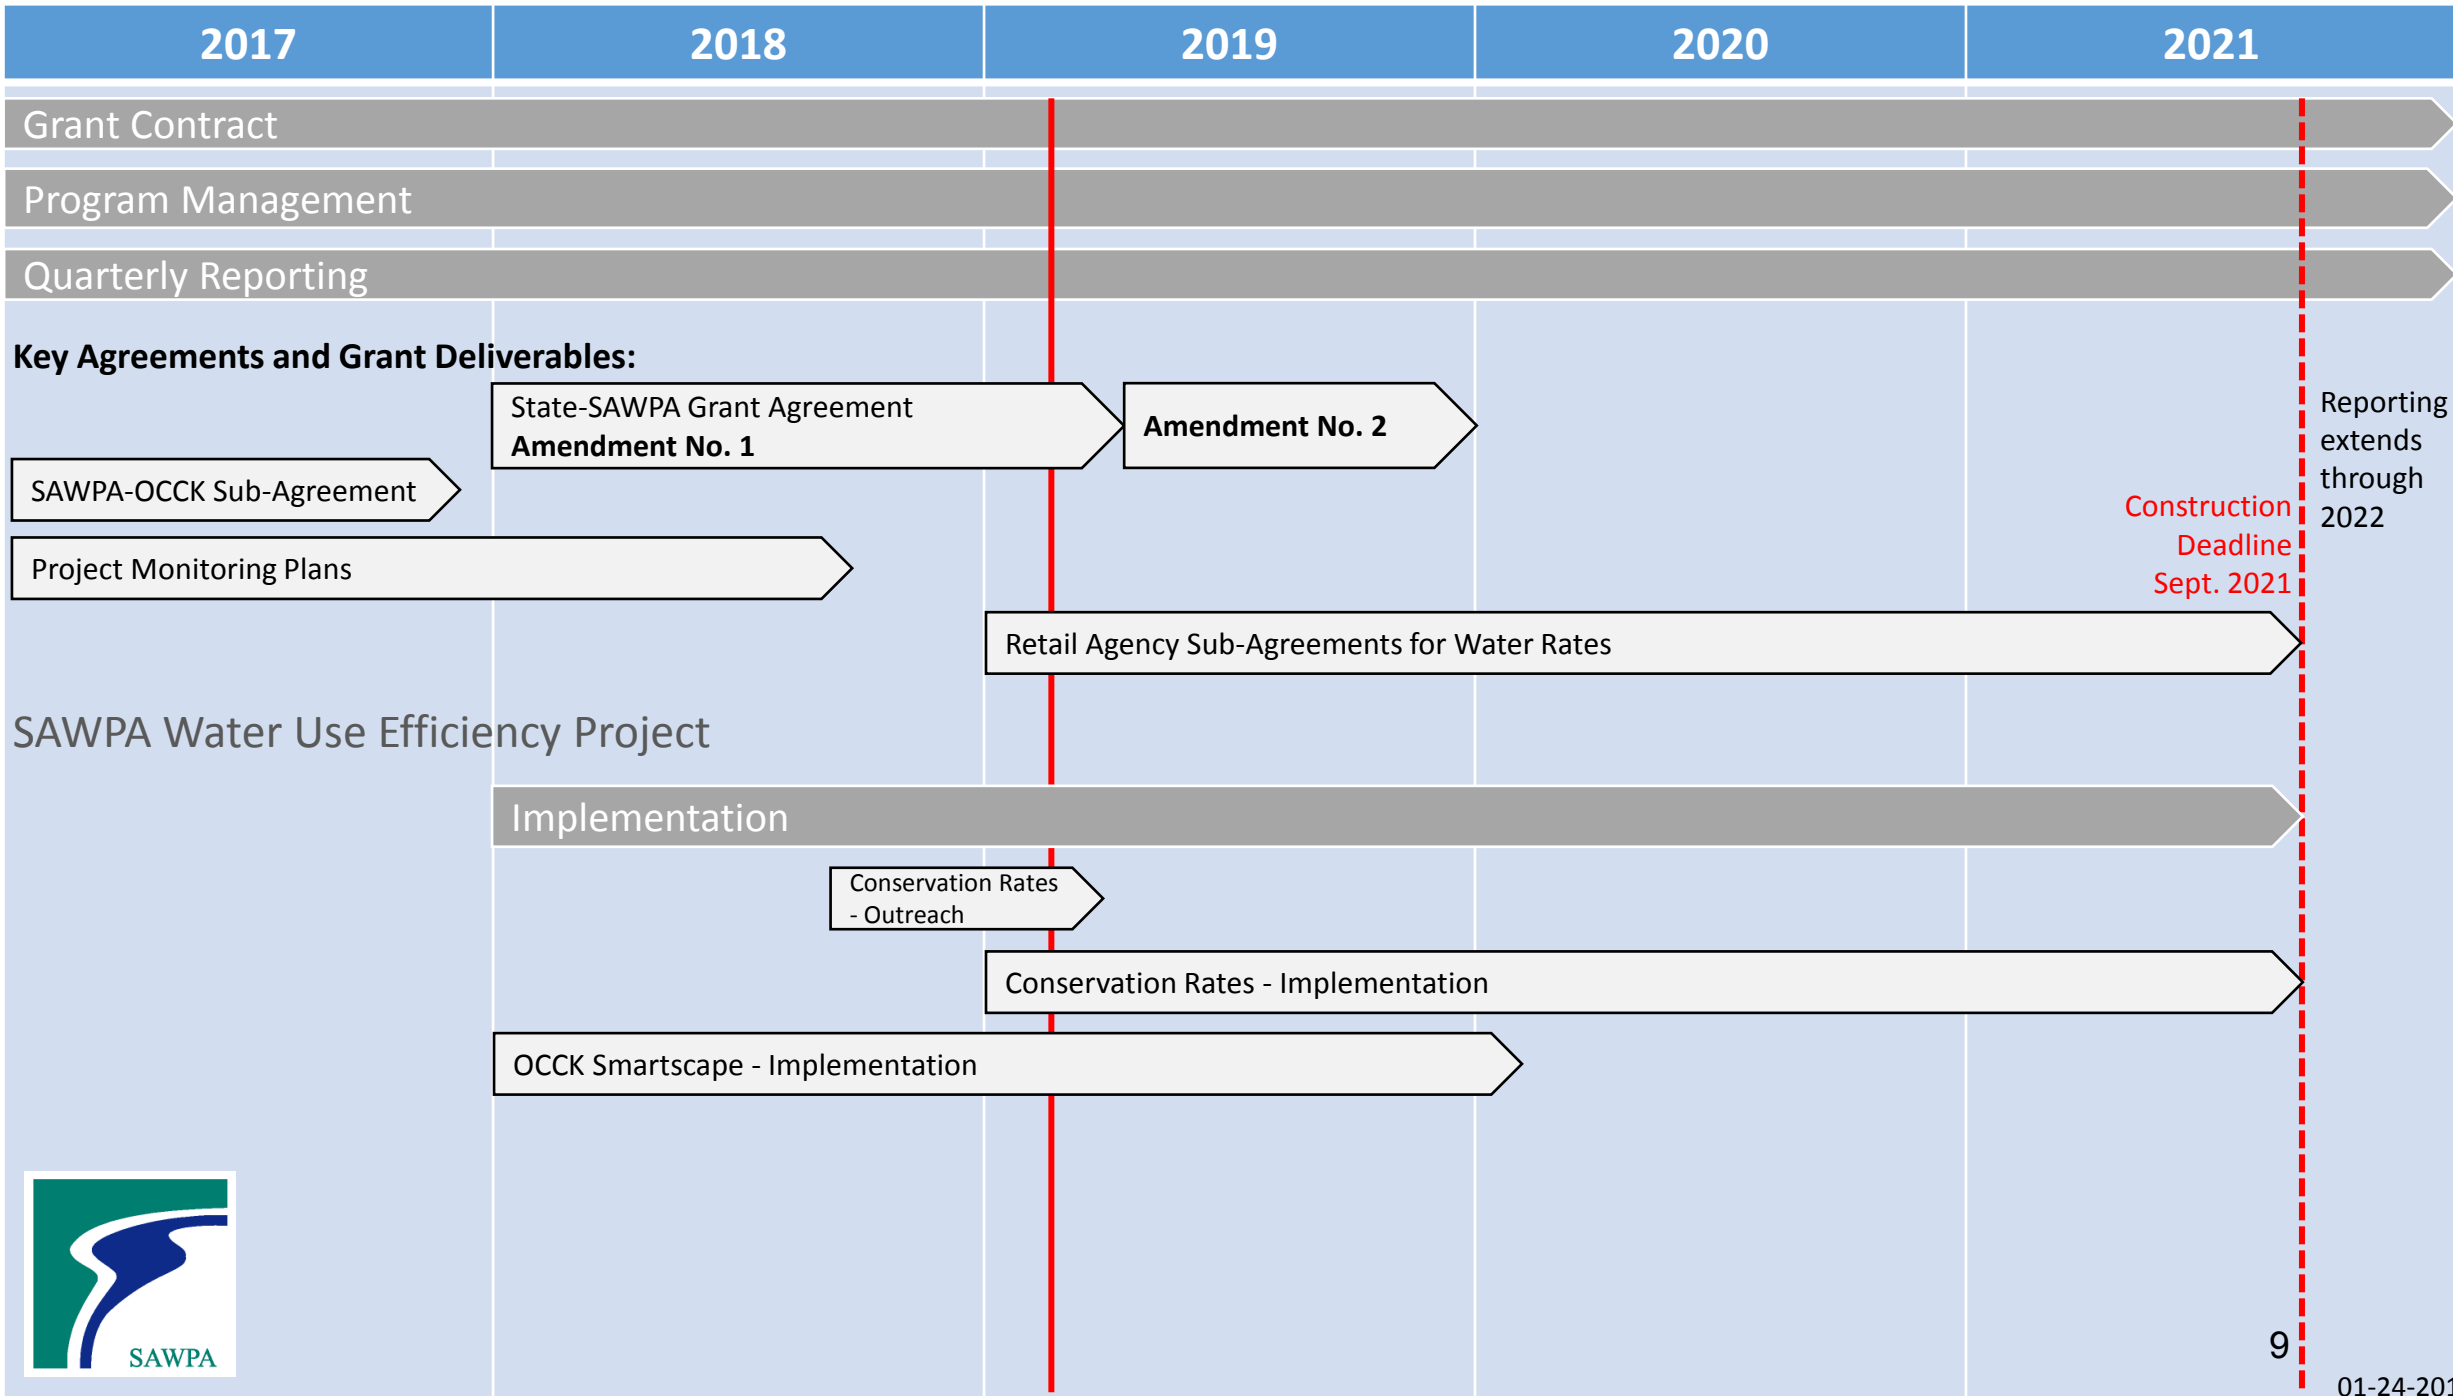 2017 2018 2019 2020 2021
Grant Contract
Program Management
Quarterly Reporting
Key Agreements and Grant Deliverables:
State-SAWPA Grant Agreement
Amendment No. 1
Amendment No. 2
Reporting
extends
through
2022
SAWPA-OCCK Sub-Agreement
Construction
Deadline
Sept. 2021
Project Monitoring Plans
Retail Agency Sub-Agreements for Water Rates
SAWPA Water Use Efficiency Project
Implementation
Conservation Rates
- Outreach
Conservation Rates - Implementation
OCCK Smartscape - Implementation
SAWPA
9
01-24-201